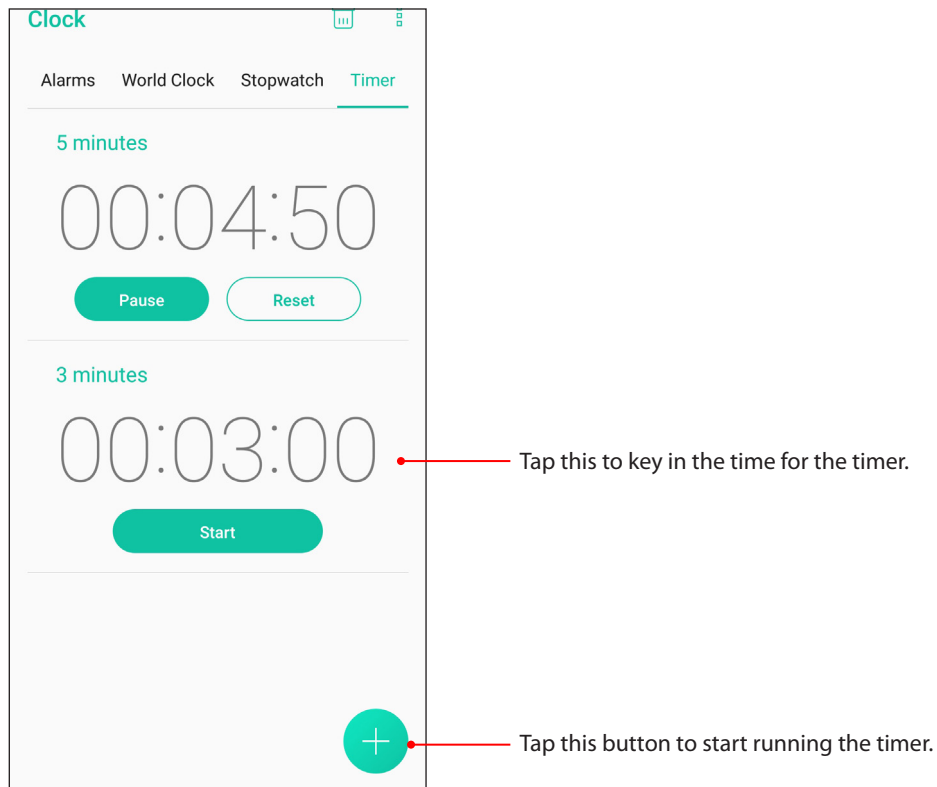 Clock
Alarms World Clock Stopwatch Timer
5 minutes
00:04:50
Pause Reset
3 minutes
00:03:00
Tap this to key in the time for the timer.
Start
Tap this button to start running the timer.